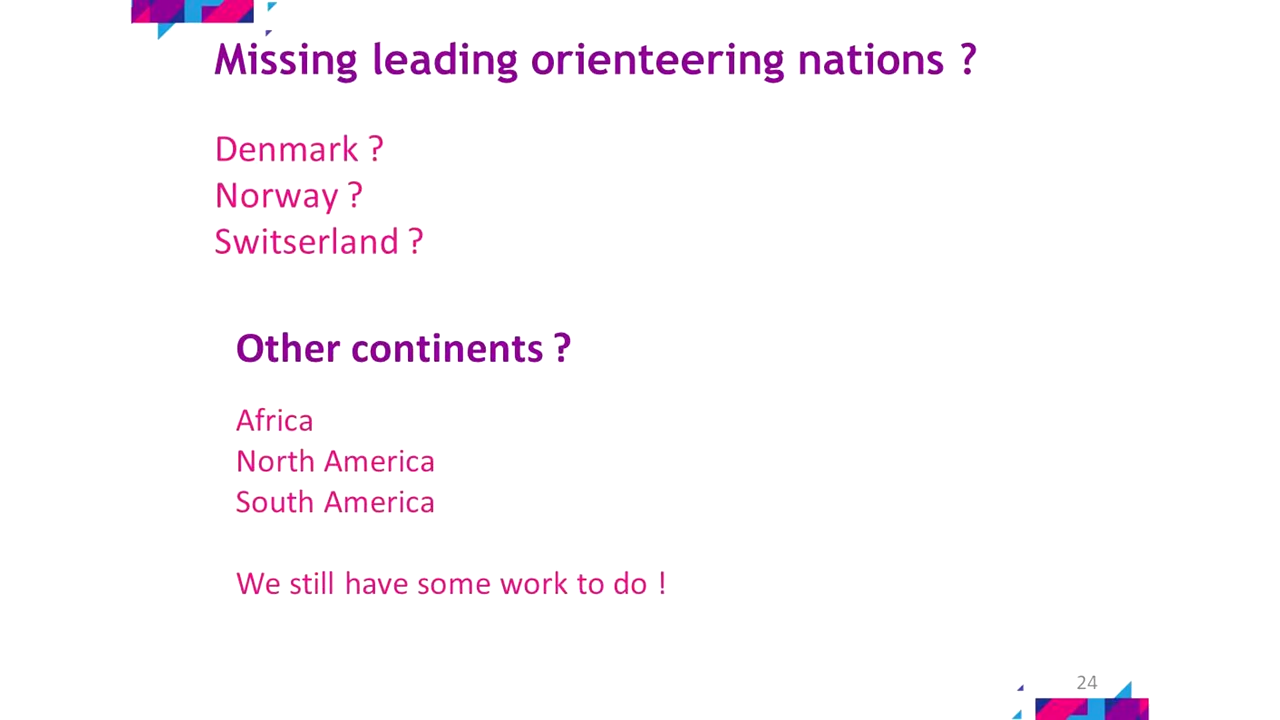 Missing leading orienteering nations ?
Denmark ?
Norway ?
Switserland ?
Other continents ?
Africa
North America
South America
We still have some work to do !
24